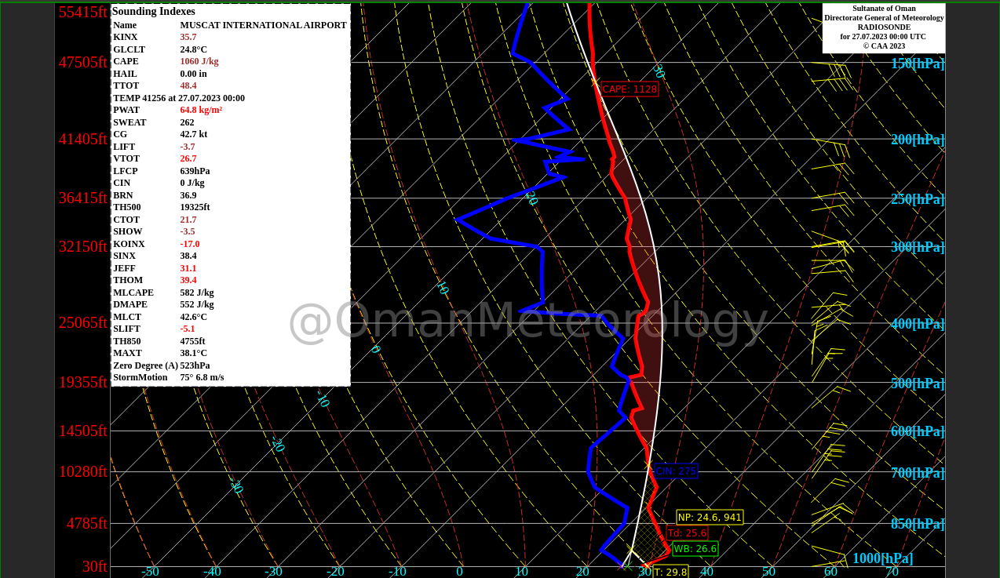 55415ft
47505ft
41405ft
36415ft
32150ft
25065ft
19355ft
14505ft
10280ft
4785ft
30ft
Sounding Indexes
Name MUSCAT INTERNATIONAL AIRPORT
KINX 35.7
GLCLT 24.8°C
CAPE 1060 J/kg
HAIL 0.00 in
TTOT 48.4
TEMP 41256 at 27.07.2023 00:00
PWAT 64.8 kg/m²
SWEAT 262
CG 42.7 kt
LIFT -3.7
VTOT 26.7
LFCP 639hPa
CIN 0 J/kg
BRN 36.9
TH500 19325ft
CTOT 21.7
SHOW -3.5
KOINX -17.0
SINX 38.4
JEFF 31.1
THOM 39.4
MLCAPE 582 J/kg
DMAPE 552 J/kg
MLCT 42.6°C
SLIFT -5.1
TH850 4755ft
MAXT 38.1°C
Zero Degree (A) 523hPa
StormMotion 75° 6.8 m/s
Sultanate of Oman
Directorate General of Meteorology
RADIOSONDE
for 27.07.2023 00:00 UTC
© CAA 2023
150[hPa]
200[hPa]
250[hPa]
300[hPa]
400[hPa]
500[hPa]
600[hPa]
700[hPa]
850[hPa]
1000[hPa]
30
20
10
0
-10
-20
-30
CAPE: 1128
@OmanMeteorology
CIN: 275
NP: 24.6, 941
Td: 25.6
WB: 26.6
T: 29.8
-50 -40 -30 -20 -10 0 10 20 30 40 50 60 70